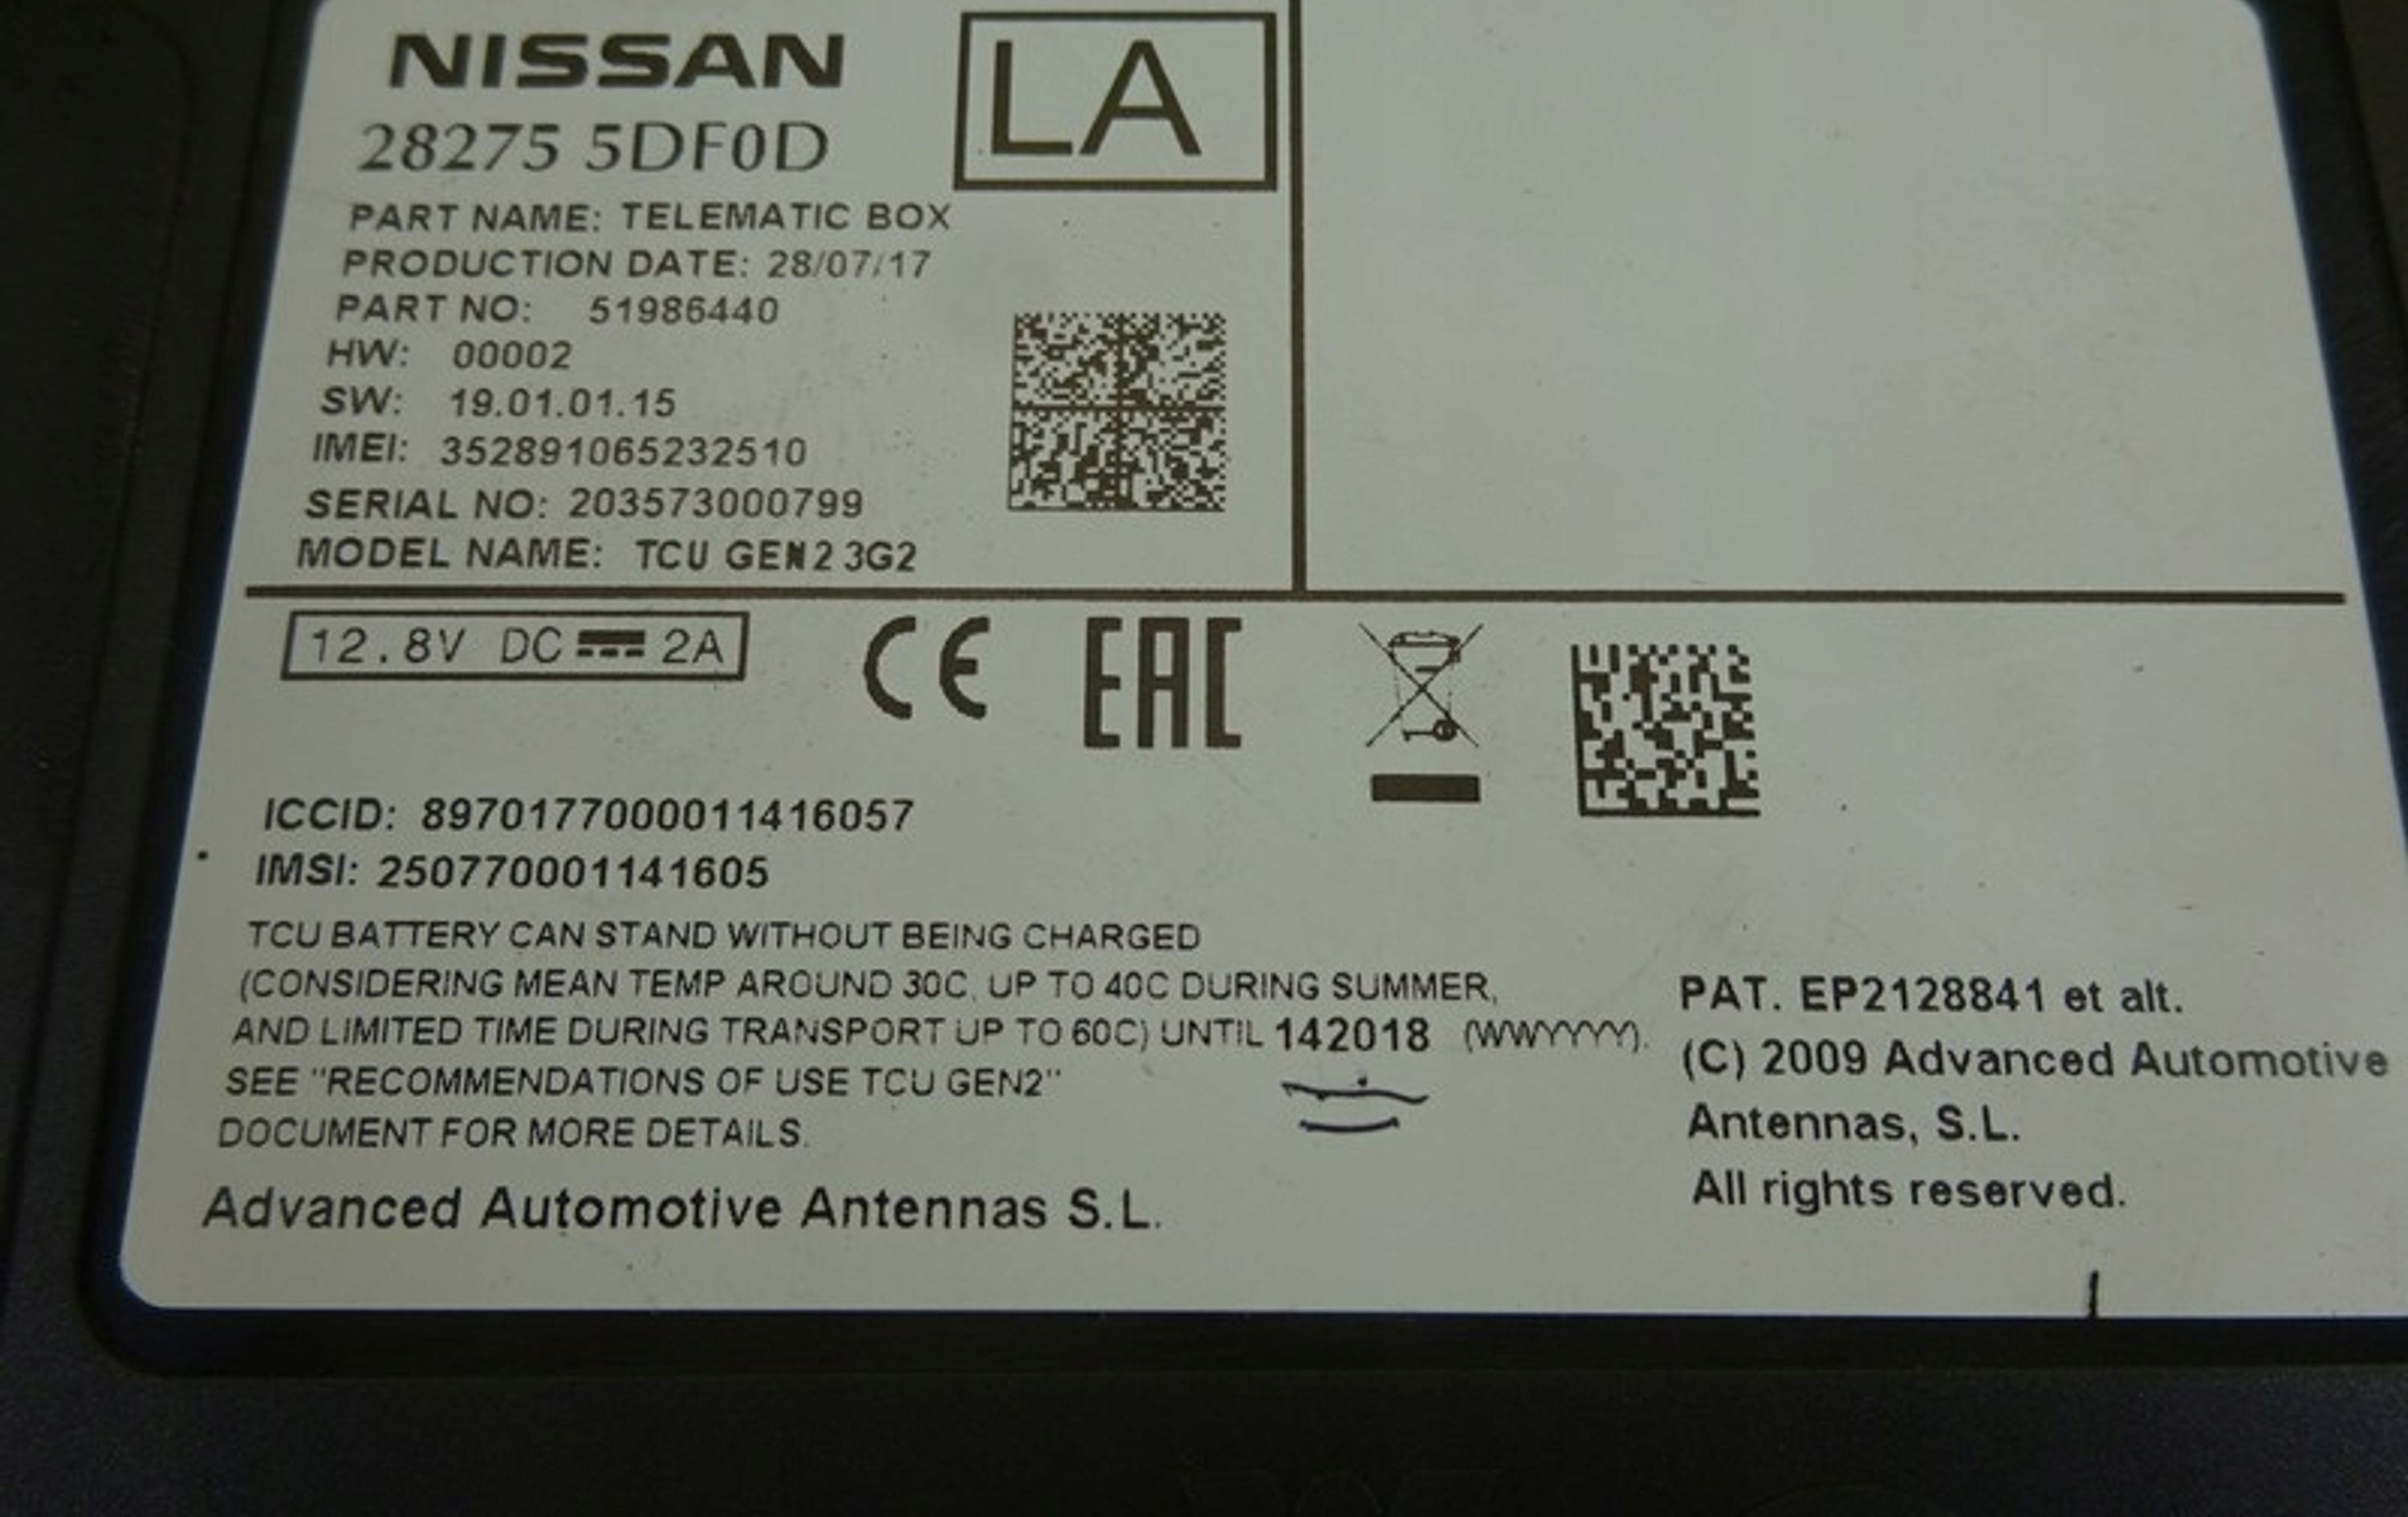 NISSAN
LA
28275 5DF0D
PART NAME: TELEMATIC BOX
PRODUCTION DATE: 28/07/17
PART NO: 51986440
HW: 00002
SW: 19.01.01.15
IMEI: 352891065232510
SERIAL NO: 203573000799
MODEL NAME: TCU GEN2 3G2
12.8V DC 2A
CE
EAC
ICCID: 8970177000011416057
IMSI: 250770001141605
TCU BATTERY CAN STAND WITHOUT BEING CHARGED
(CONSIDERING MEAN TEMP AROUND 30C, UP TO 40C DURING SUMMER,
AND LIMITED TIME DURING TRANSPORT UP TO 60C) UNTIL 142018 (WWYYYY).
SEE "RECOMMENDATIONS OF USE TCU GEN2"
DOCUMENT FOR MORE DETAILS.
Advanced Automotive Antennas S.L.
PAT. EP2128841 et alt.
(C) 2009 Advanced Automotive
Antennas, S.L.
All rights reserved.